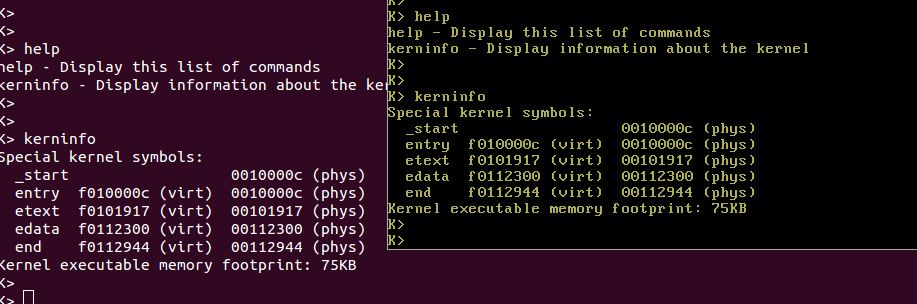 K>
K>
K> help
help - Display this list of commands
kerninfo - Display information about the ker
K>
K>
K> kerninfo
Special kernel symbols:
  _start                  0010000c (phys)
  entry  f010000c (virt)  0010000c (phys)
  etext  f0101917 (virt)  00101917 (phys)
  edata  f0112300 (virt)  00112300 (phys)
  end    f0112944 (virt)  00112944 (phys)
Kernel executable memory footprint: 75KB
K>
K>
K>
K> help
help - Display this list of commands
kerninfo - Display information about the kernel
K>
K>
K> kerninfo
Special kernel symbols:
  _start                  0010000c (phys)
  entry  f010000c (virt)  0010000c (phys)
  etext  f0101917 (virt)  00101917 (phys)
  edata  f0112300 (virt)  00112300 (phys)
  end    f0112944 (virt)  00112944 (phys)
Kernel executable memory footprint: 75KB
K>
K>